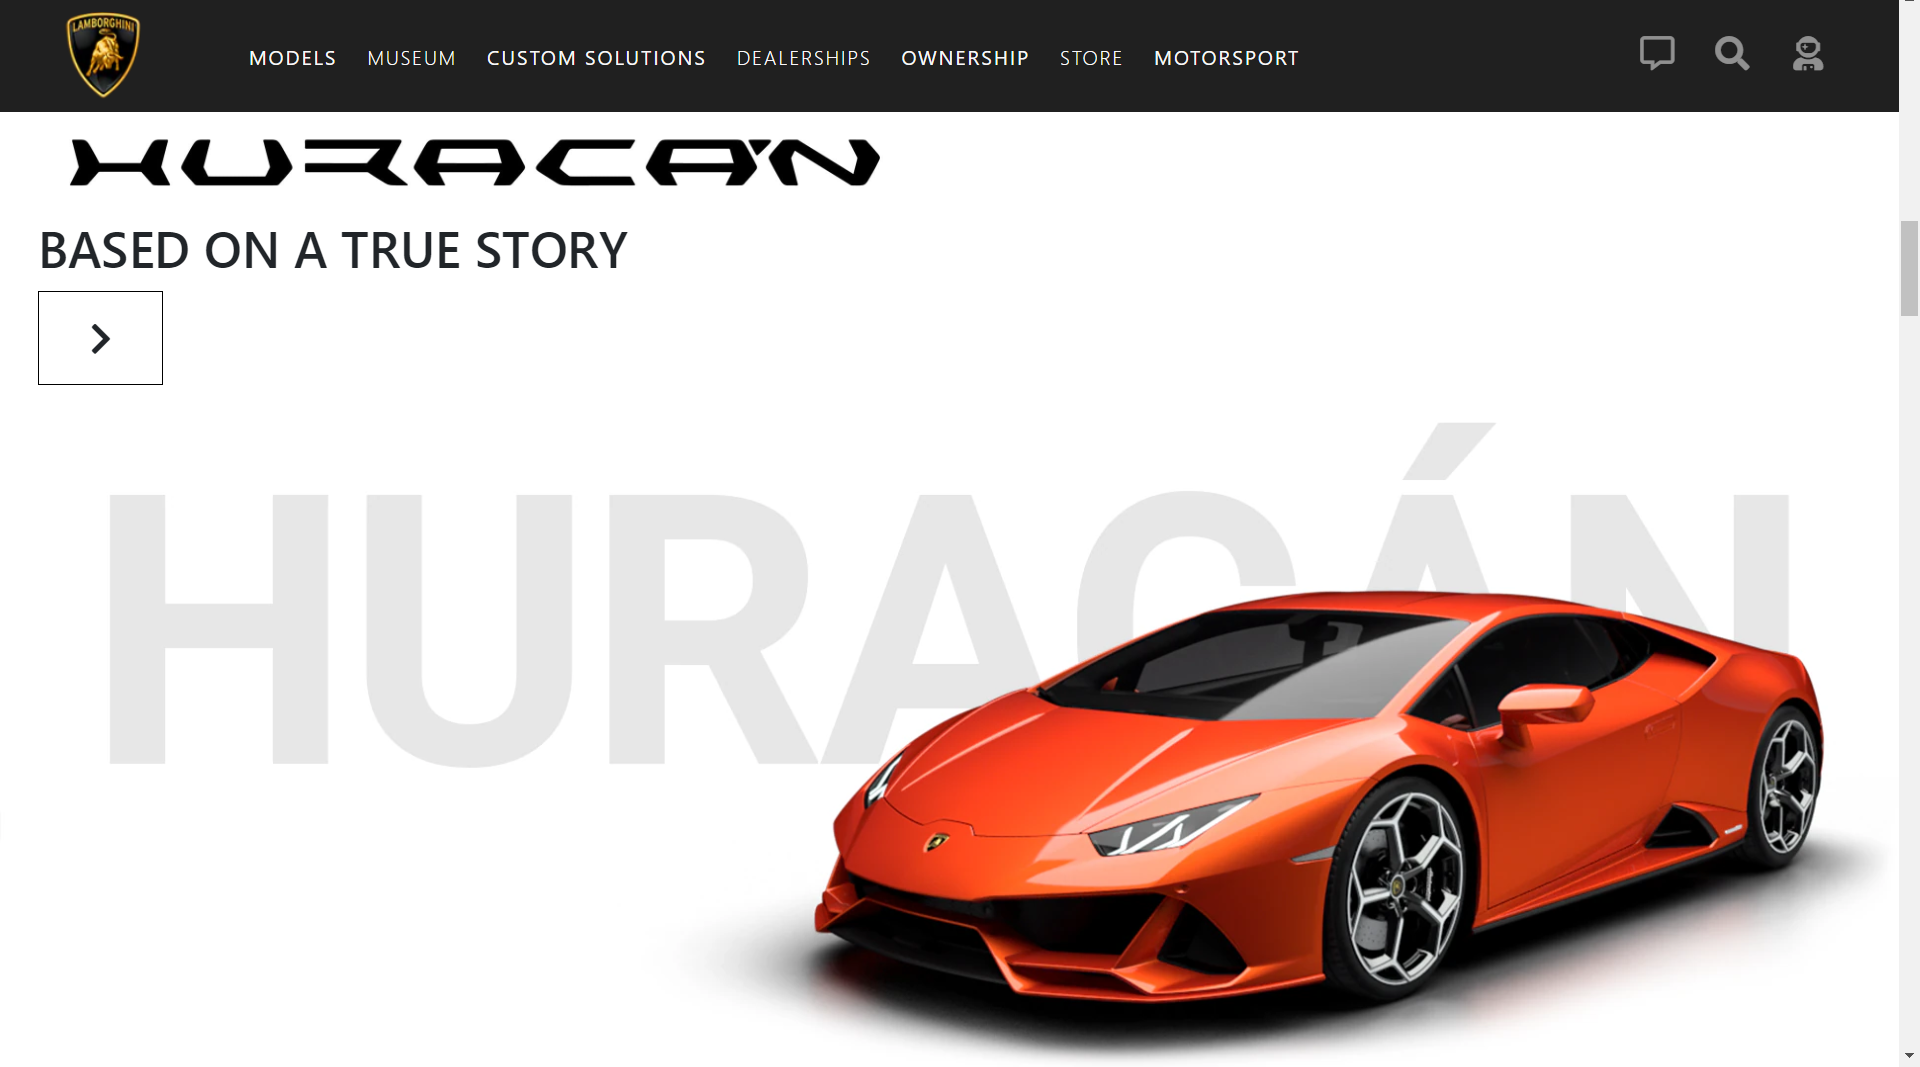 LAMBORGHINI
MODELS MUSEUM CUSTOM SOLUTIONS DEALERSHIPS OWNERSHIP STORE MOTORSPORT
HURACÁN
BASED ON A TRUE STORY
HURACÁN